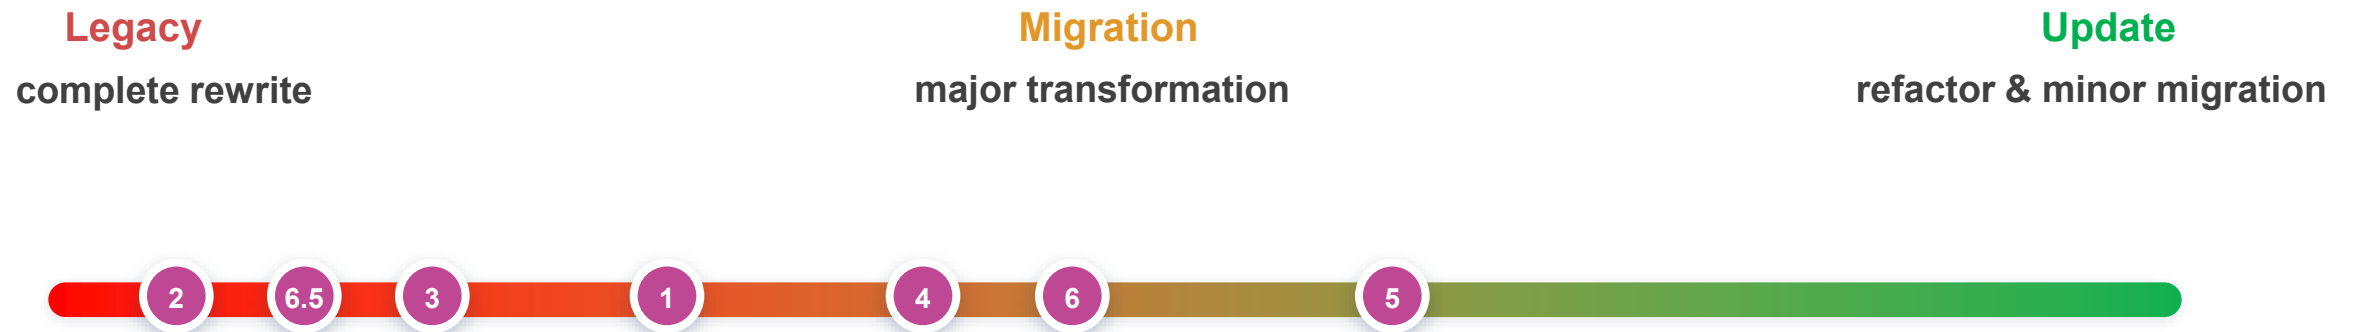 Legacy Migration Update
complete rewrite major transformation refactor & minor migration
2 6.5 3 1 4 6 5